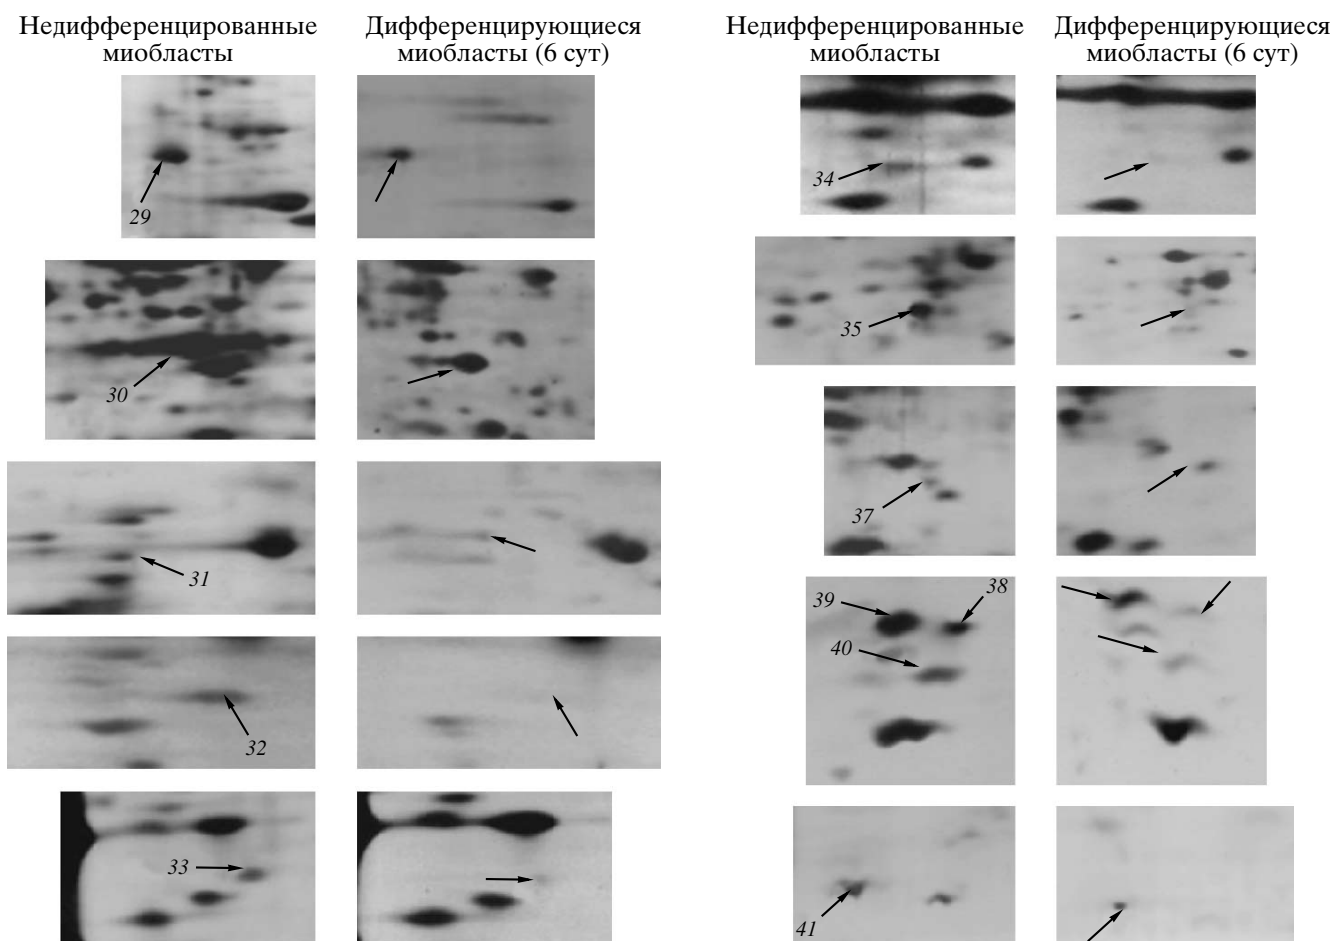 Недифференцированные
миобласты
Дифференцирующиеся
миобласты (6 сут)
29
30
31
32
33
Недифференцированные
миобласты
Дифференцирующиеся
миобласты (6 сут)
34
35
37
39
38
40
41